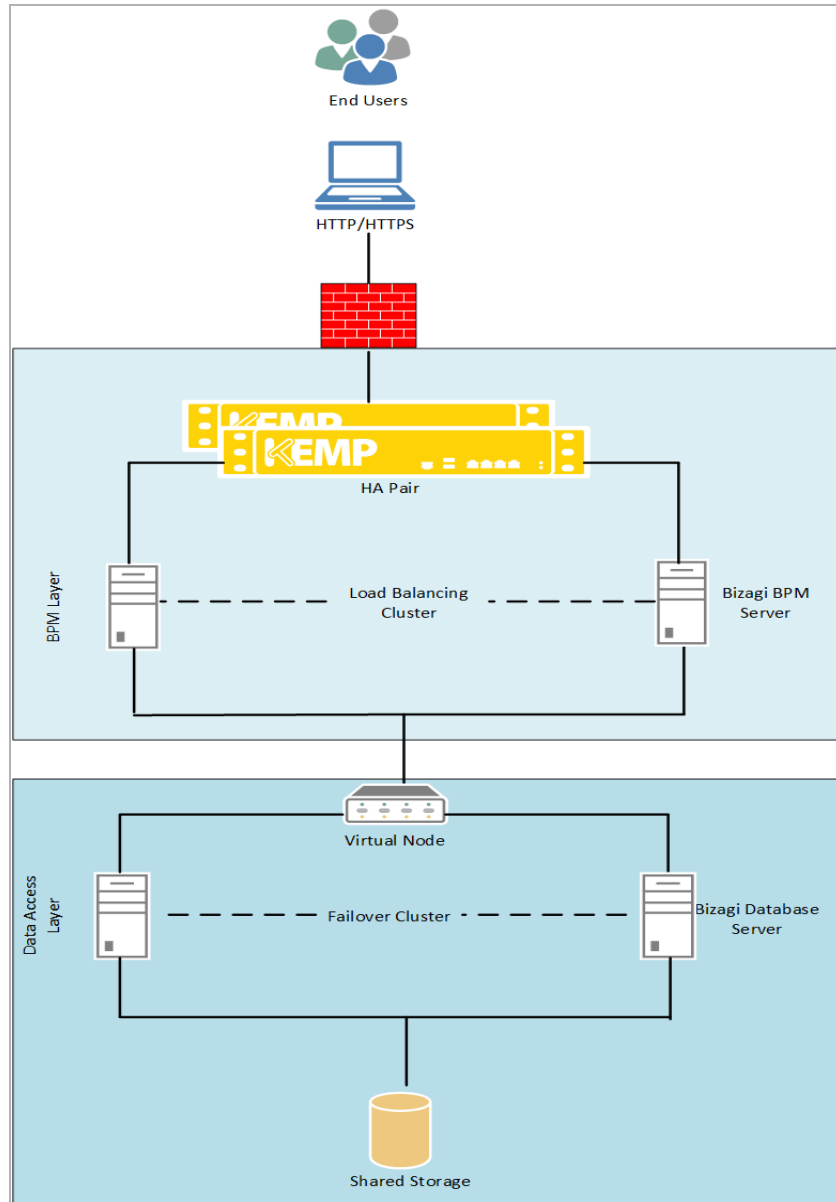 End Users
HTTP/HTTPS
KEMP
KEMP
HA Pair
BPM Layer
Load Balancing
Cluster
Bizagi BPM
Server
Virtual Node
Data Access
Layer
Failover Cluster
Bizagi Database
Server
Shared Storage